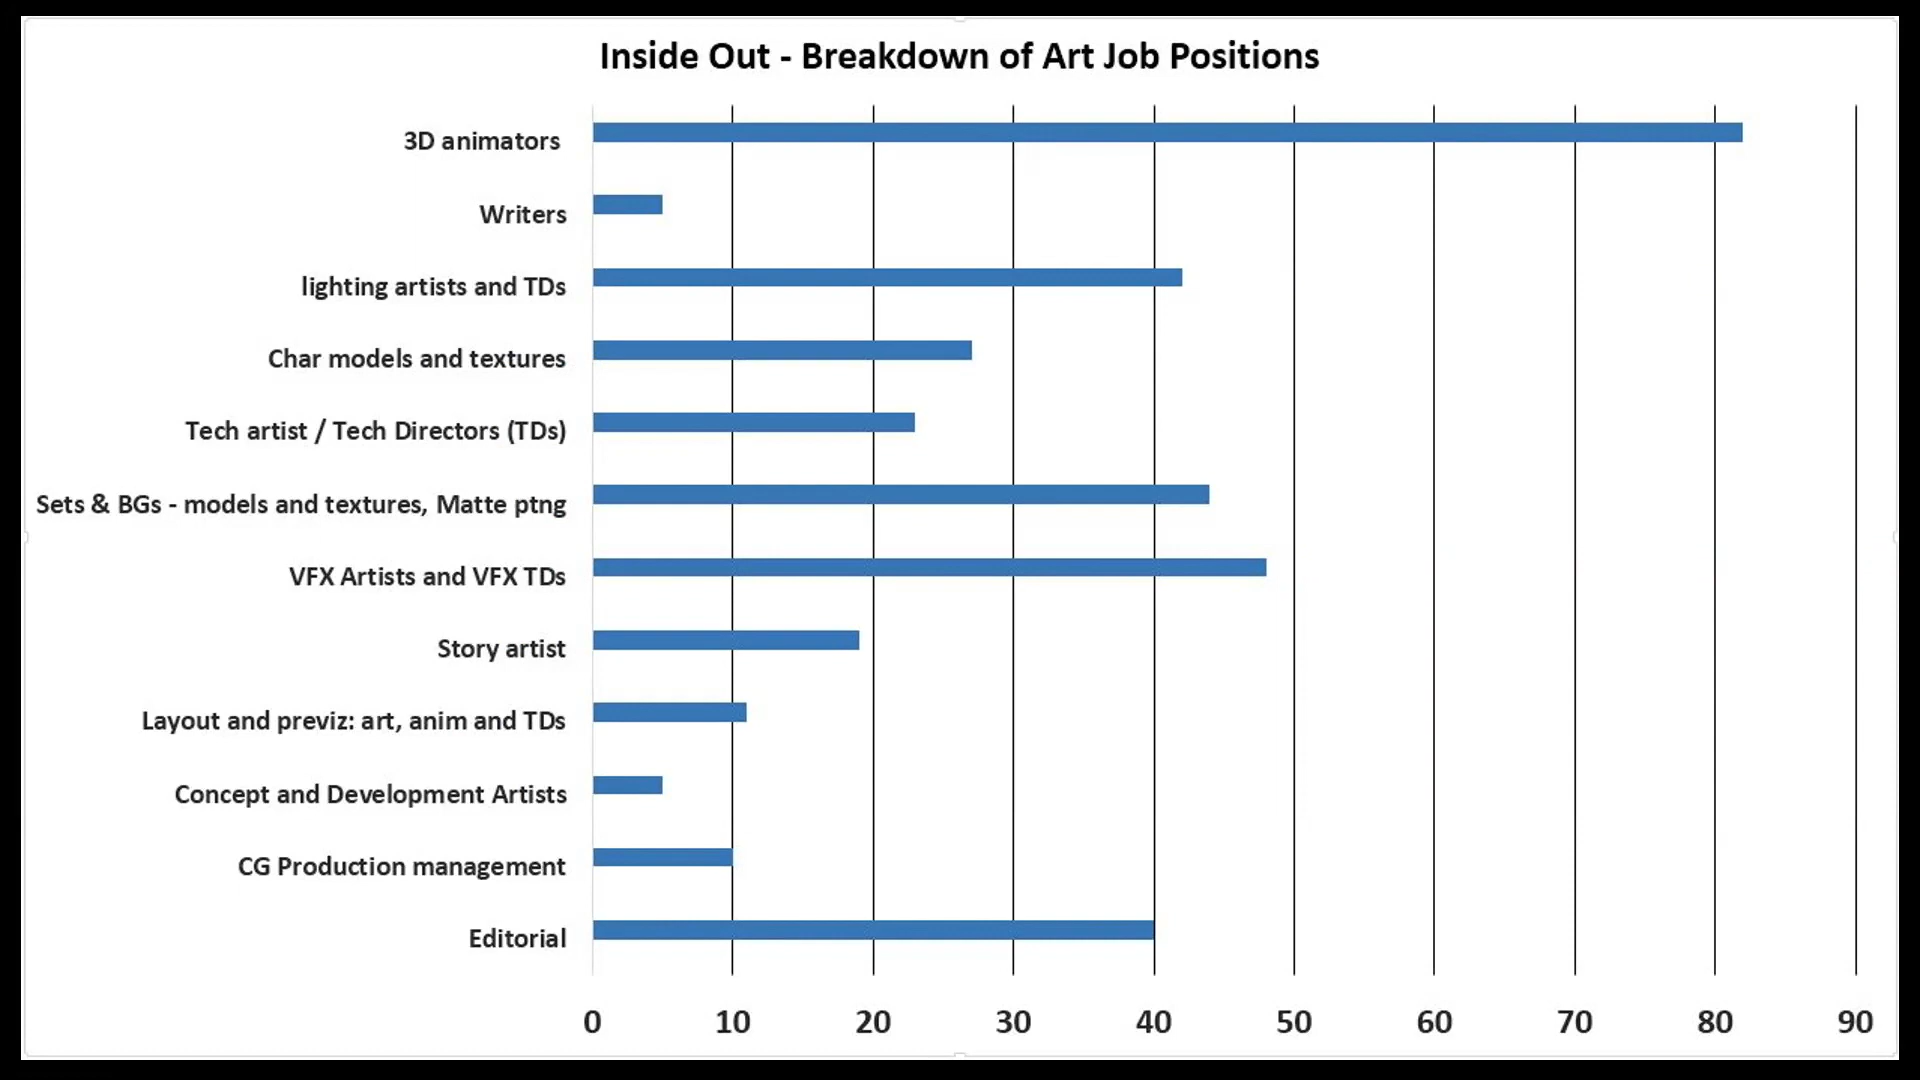 Inside Out - Breakdown of Art Job Positions
3D animators
Writers
lighting artists and TDs
Char models and textures
Tech artist / Tech Directors (TDs)
Sets & BGs - models and textures, Matte ptng
VFX Artists and VFX TDs
Story artist
Layout and previz: art, anim and TDs
Concept and Development Artists
CG Production management
Editorial
0 10 20 30 40 50 60 70 80 90